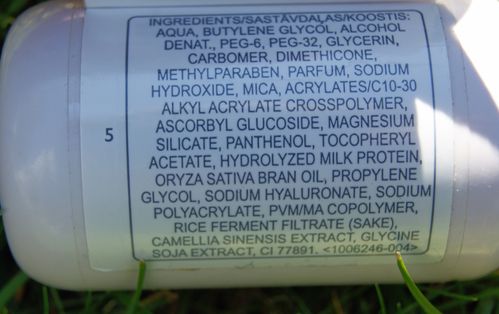 INGREDIENTS/SASTĀVDAĻAS/KOOSTIS:
AQUA, BUTYLENE GLYCOL, ALCOHOL
DENAT., PEG-6, PEG-32, GLYCERIN,
CARBOMER, DIMETHICONE,
METHYLPARABEN, PARFUM, SODIUM
HYDROXIDE, MICA, ACRYLATES/C10-30
ALKYL ACRYLATE CROSSPOLYMER,
5 ASCORBYL GLUCOSIDE, MAGNESIUM
SILICATE, PANTHENOL, TOCOPHERYL
ACETATE, HYDROLYZED MILK PROTEIN,
ORYZA SATIVA BRAN OIL, PROPYLENE
GLYCOL, SODIUM HYALURONATE, SODIUM
POLYACRYLATE, PVM/MA COPOLYMER,
RICE FERMENT FILTRATE (SAKE),
CAMELLIA SINENSIS EXTRACT, GLYCINE
SOJA EXTRACT, CI 77891. <1006246-004>